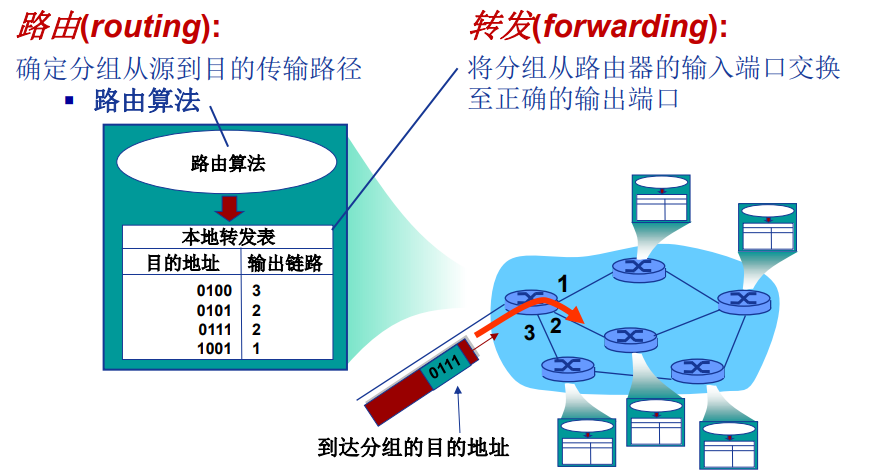 路由(routing):
确定分组从源到目的传输路径
路由算法
转发(forwarding):
将分组从路由器的输入端口交换
至正确的输出端口
路由算法
本地转发表
目的地址 输出链路
0100 3
0101 2
0111 2
1001 1
1
2
3
0111
到达分组的目的地址